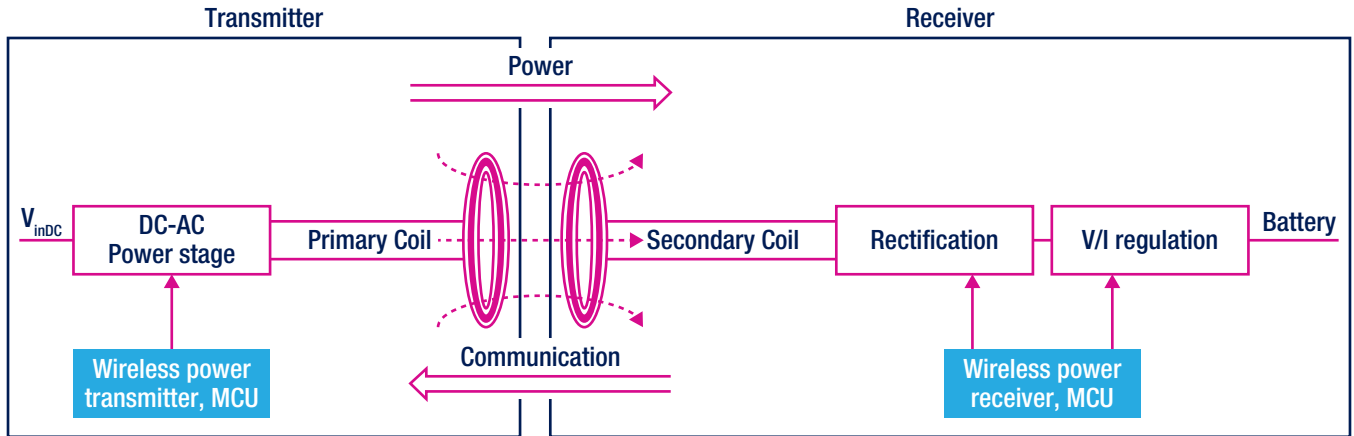 Transmitter
Receiver
Power
V_inDC
DC-AC
Power stage
Primary Coil
Secondary Coil
Rectification
V/I regulation
Battery
Communication
Wireless power
transmitter, MCU
Wireless power
receiver, MCU